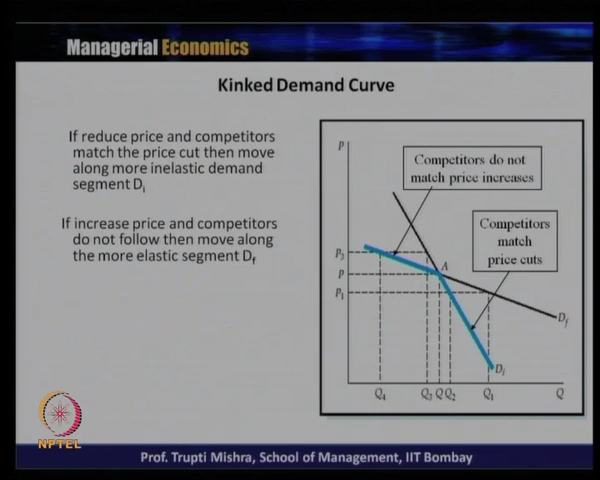 Managerial Economics
Kinked Demand Curve
If reduce price and competitors
match the price cut then move
along more inelastic demand
segment Di
If increase price and competitors
do not follow then move along
the more elastic segment Df
P
Competitors do not
match price increases
Competitors
match
price cuts
A
P
P1
Df
Di
Q4
Q
Q2
Q1
Q
NPTEL
Prof. Trupti Mishra, School of Management, IIT Bombay